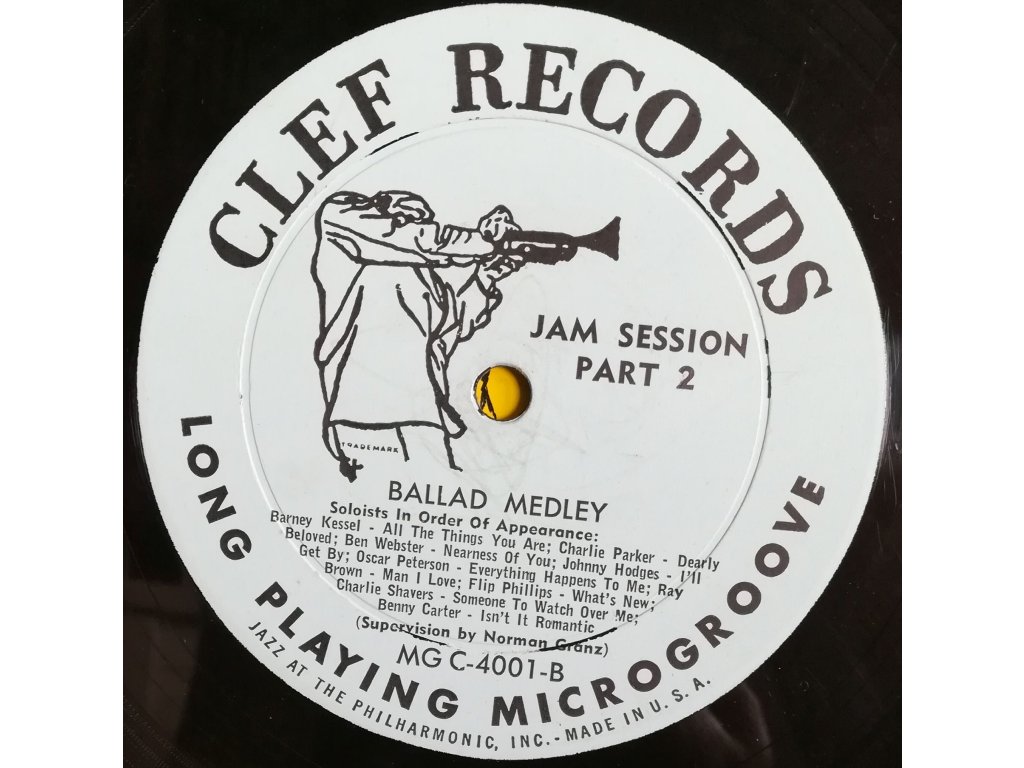 CLEF RECORDS
JAM SESSION
PART 2
TRADEMARK
BALLAD MEDLEY
Soloists In Order Of Appearance:
Barney Kessel - All The Things You Are; Charlie Parker - Dearly
Beloved; Ben Webster - Nearness Of You; Johnny Hodges - I'll
Get By; Oscar Peterson - Everything Happens To Me; Ray
Brown - Man I Love; Flip Phillips - What's New;
Charlie Shavers - Someone To Watch Over Me;
Benny Carter - Isn't It Romantic
(Supervision by Norman Granz)
MG C-4001-B
LONG PLAYING MICROGROOVE
JAZZ AT THE PHILHARMONIC, INC. - MADE IN U. S. A.